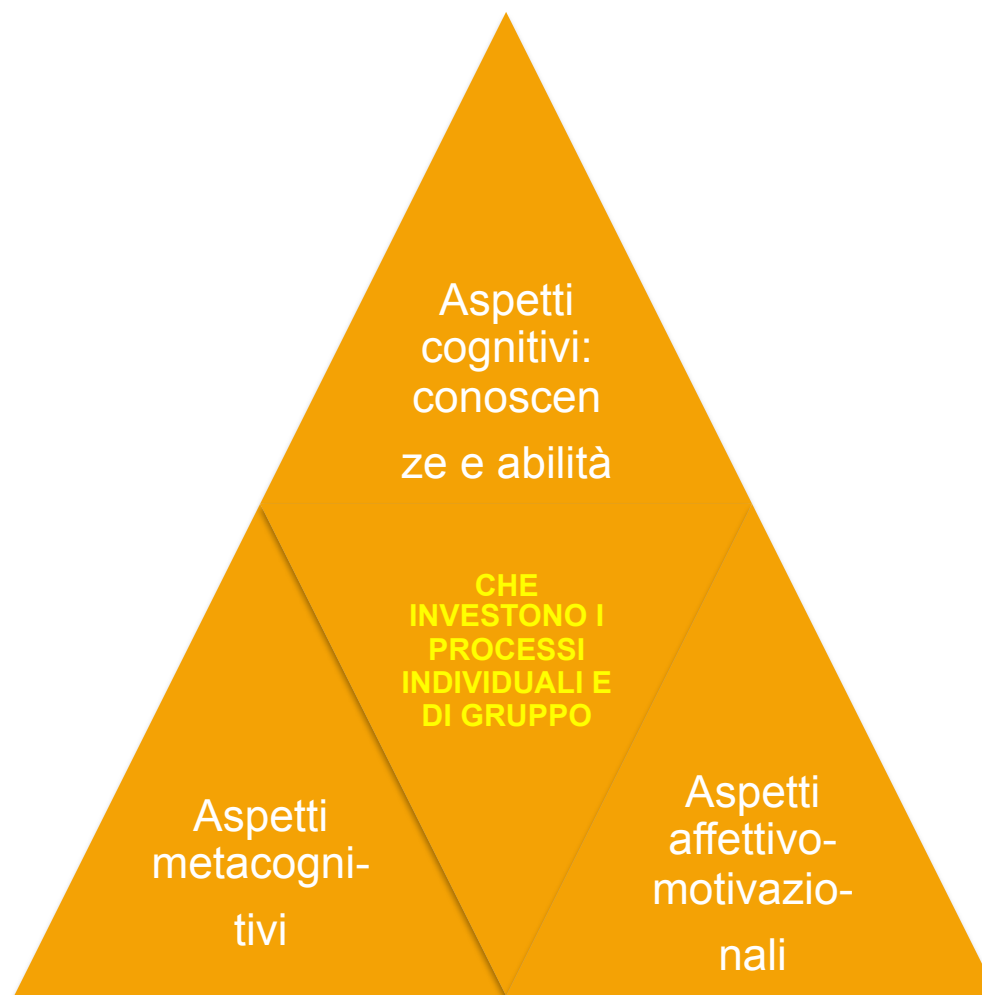 Aspetti
cognitivi:
conoscen
ze e abilità
CHE
INVESTONO I
PROCESSI
INDIVIDUALI E
DI GRUPPO
Aspetti
metacogni-
tivi
Aspetti
affettivo-
motivazio-
nali